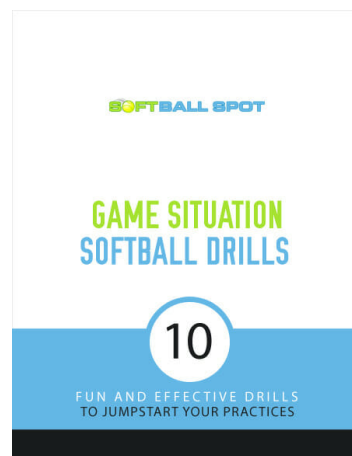 SOFTBALL SPOT
GAME SITUATION
SOFTBALL DRILLS
10
FUN AND EFFECTIVE DRILLS
TO JUMPSTART YOUR PRACTICES